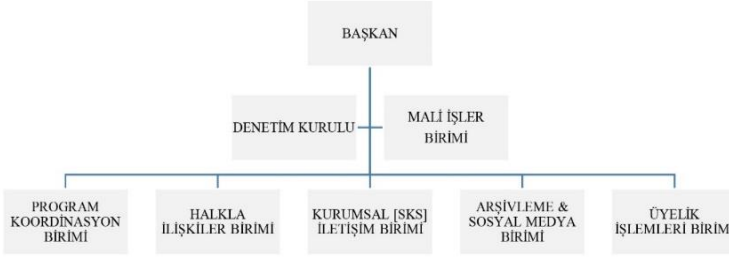 BAŞKAN
DENETİM KURULU
MALİ İŞLER
BİRİMİ
PROGRAM
KOORDİNASYON
BİRİMİ
HALKLA
İLİŞKİLER BİRİMİ
KURUMSAL [SKS]
İLETİŞİM BİRİMİ
ARŞİVLEME &
SOSYAL MEDYA
BİRİMİ
ÜYELİK
İŞLEMLERİ BİRİM